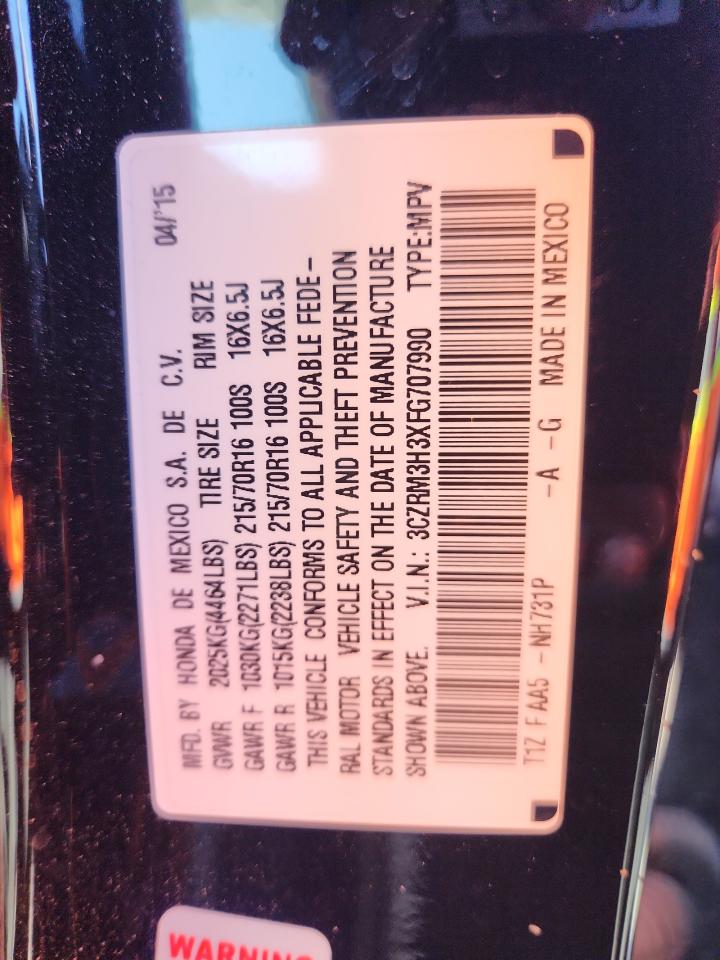 MFD. BY HONDA DE MEXICO S.A. DE C.V. 04/'15
GVWR 2025KG(4464LBS) TIRE SIZE RIM SIZE
GAWR F 1030KG(2271LBS) 215/70R16 100S 16X6.5J
GAWR R 1015KG(2238LBS) 215/70R16 100S 16X6.5J
THIS VEHICLE CONFORMS TO ALL APPLICABLE FEDE-
RAL MOTOR VEHICLE SAFETY AND THEFT PREVENTION
STANDARDS IN EFFECT ON THE DATE OF MANUFACTURE
SHOWN ABOVE. V.I.N.: 3CZRM3H3XFG707990 TYPE:MPV
T1Z F AA5 - NH731P -A -G MADE IN MEXICO
WARNING